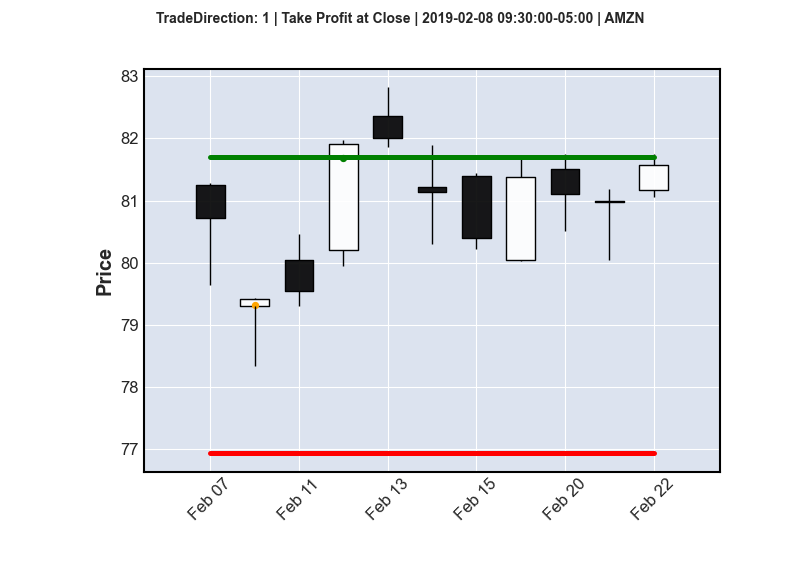 TradeDirection: 1 | Take Profit at Close | 2019-02-08 09:30:00-05:00 | AMZN
83
82
81
80
79
78
77
Price
Feb 07
Feb 11
Feb 13
Feb 15
Feb 20
Feb 22